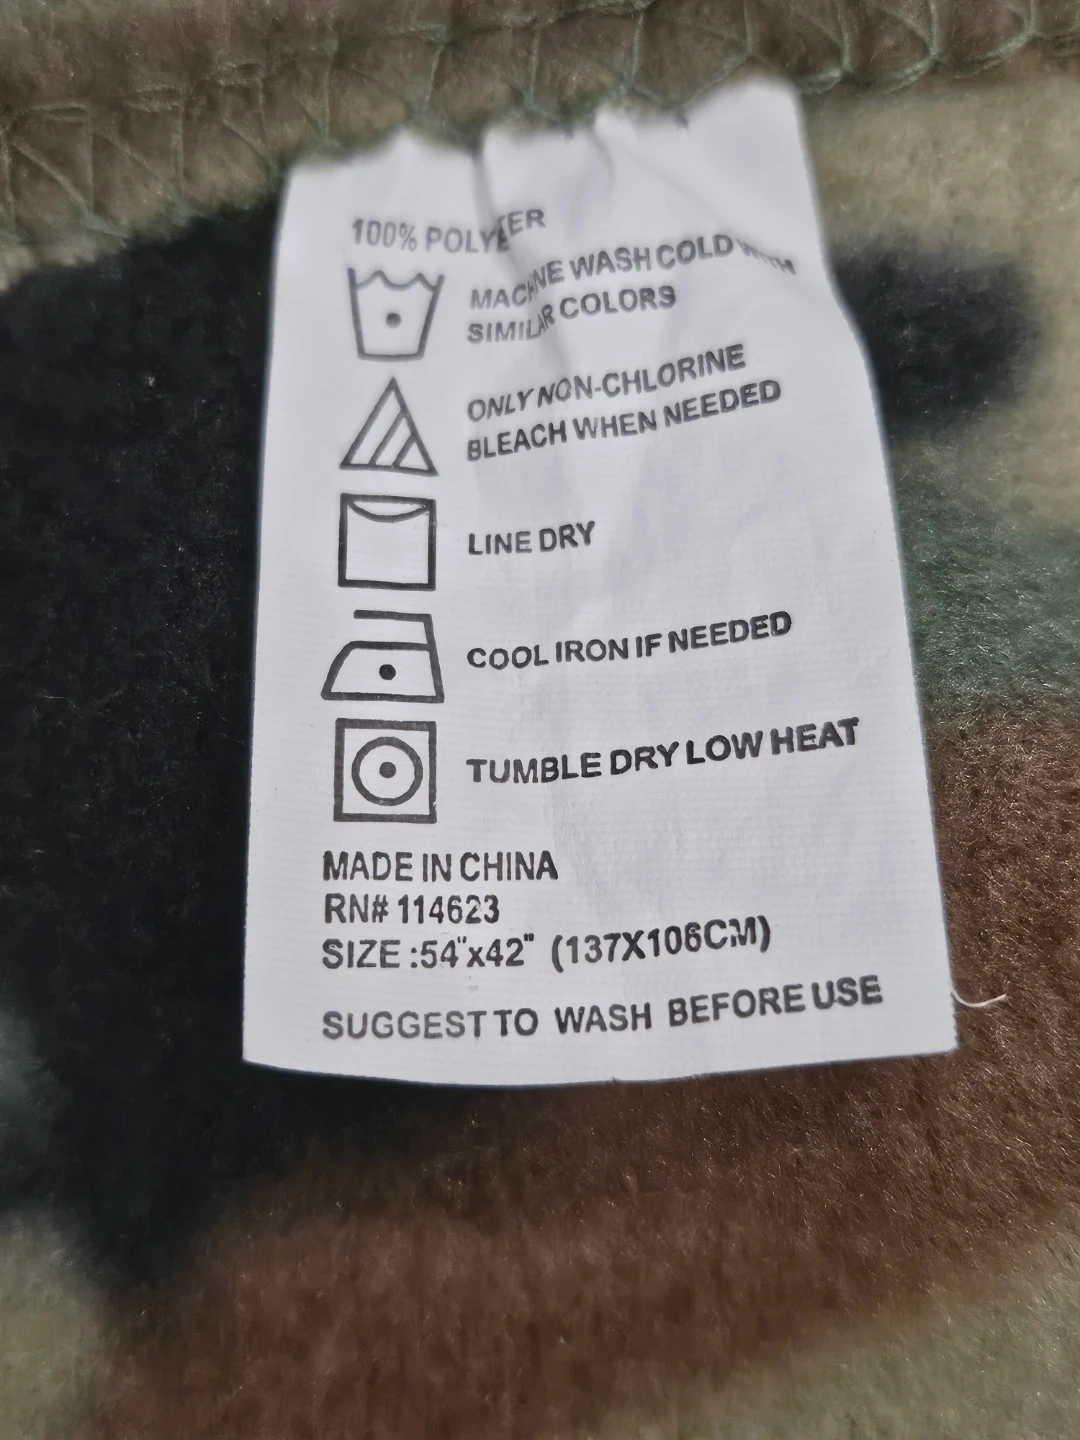 100% POLYETER
MACHINE WASH COLD WITH
SIMILAR COLORS
ONLY NON-CHLORINE
BLEACH WHEN NEEDED
LINE DRY
COOL IRON IF NEEDED
TUMBLE DRY LOW HEAT
MADE IN CHINA
RN# 114623
SIZE :54"x42" (137X106CM)
SUGGEST TO WASH BEFORE USE